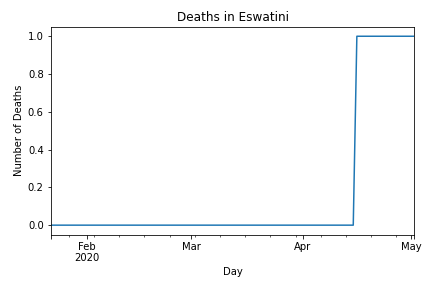 Deaths in Eswatini
Number of Deaths
1.0
0.8
0.6
0.4
0.2
0.0
Feb
2020
Mar
Apr
May
Day